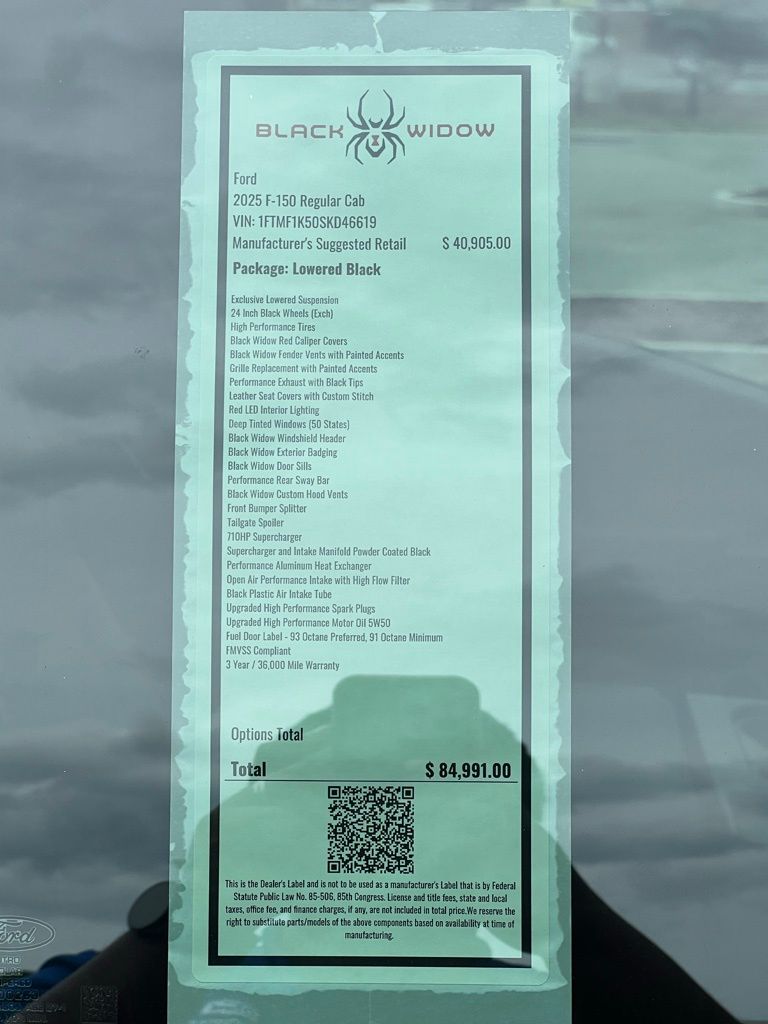 BLACK WIDOW
Ford
2025 F-150 Regular Cab
VIN: 1FTMF1K50SKD46619
Manufacturer's Suggested Retail $ 40,905.00
Package: Lowered Black
Exclusive Lowered Suspension
24 Inch Black Wheels (Exch)
High Performance Tires
Black Widow Red Caliper Covers
Black Widow Fender Vents with Painted Accents
Grille Replacement with Painted Accents
Performance Exhaust with Black Tips
Leather Seat Covers with Custom Stitch
Red LED Interior Lighting
Deep Tinted Windows (50 States)
Black Widow Windshield Header
Black Widow Exterior Badging
Black Widow Door Sills
Performance Rear Sway Bar
Black Widow Custom Hood Vents
Front Bumper Splitter
Tailgate Spoiler
710HP Supercharger
Supercharger and Intake Manifold Powder Coated Black
Performance Aluminum Heat Exchanger
Open Air Performance Intake with High Flow Filter
Black Plastic Air Intake Tube
Upgraded High Performance Spark Plugs
Upgraded High Performance Motor Oil 5W50
Fuel Door Label - 93 Octane Preferred, 91 Octane Minimum
FMVSS Compliant
3 Year / 36,000 Mile Warranty
Options Total
Total $ 84,991.00
This is the Dealer's Label and is not to be used as a manufacturer's Label that is by Federal
Statute Public Law No. 85-506, 85th Congress. License and title fees, state and local
taxes, office fee, and finance charges, if any, are not included in total price.We reserve the
right to substitute parts/models of the above components based on availability at time of
manufacturing.